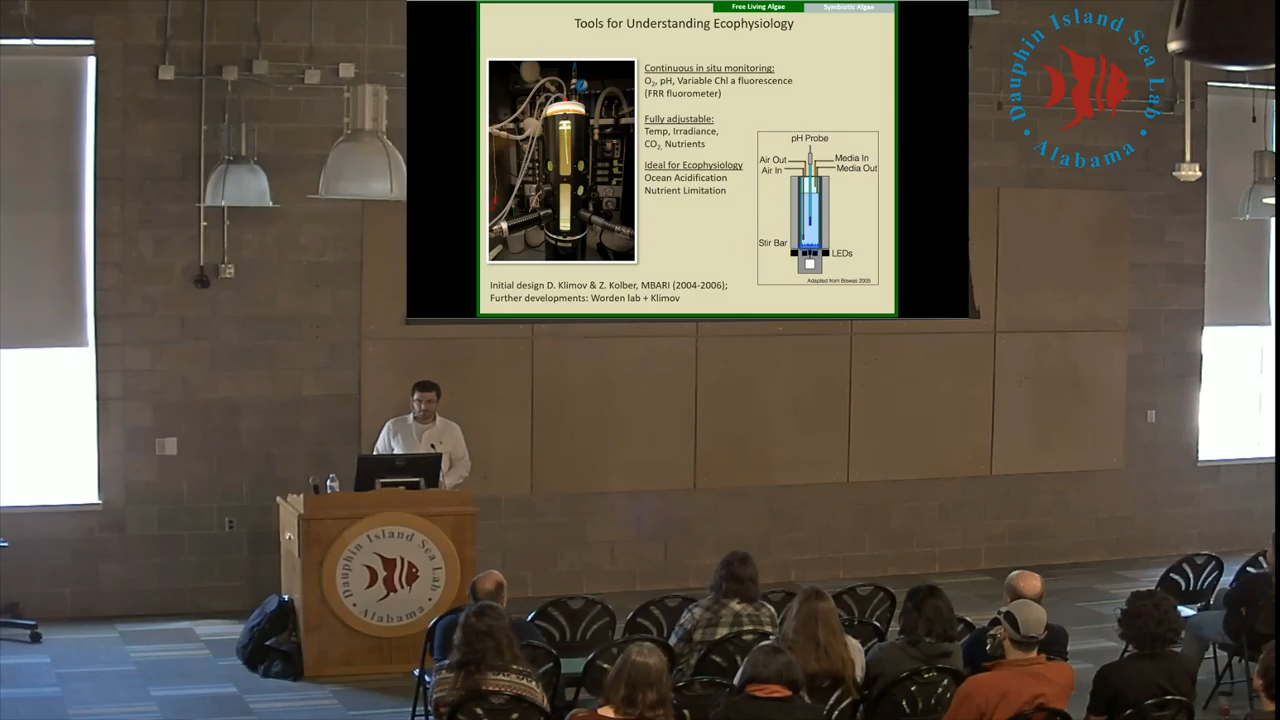 Free Living Algae
Symbiotic Algae
Tools for Understanding Ecophysiology
Continuous in situ monitoring:
O2, pH, Variable Chl a fluorescence
(FRR fluorometer)
Fully adjustable:
Temp, Irradiance,
CO2, Nutrients
Ideal for Ecophysiology
Ocean Acidification
Nutrient Limitation
pH Probe
Air Out
Media In
Air In
Media Out
Stir Bar
LEDs
Adapted from Biswas 2005
Initial design D. Klimov & Z. Kolber, MBARI (2004-2006);
Further developments: Worden lab + Klimov
Dauphin Island Sea Lab
Alabama
Dauphin Island Sea Lab
Alabama